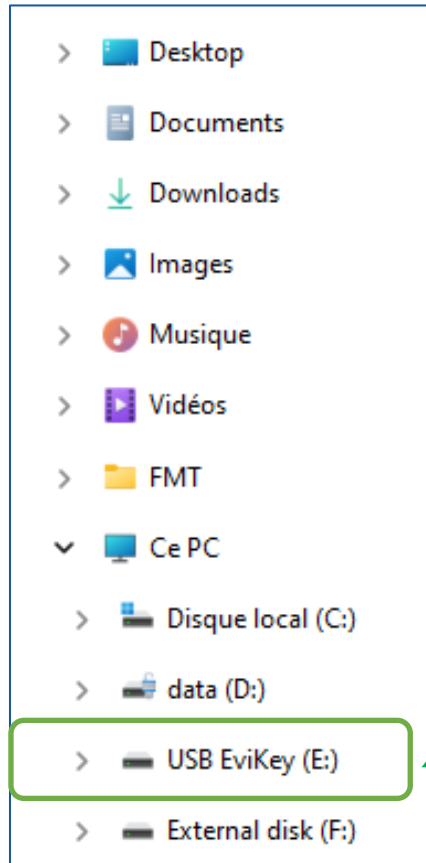 Desktop
Documents
Downloads
Images
Musique
Vidéos
FMT
Ce PC
Disque local (C:)
data (D:)
USB EviKey (E:)
External disk (F:)